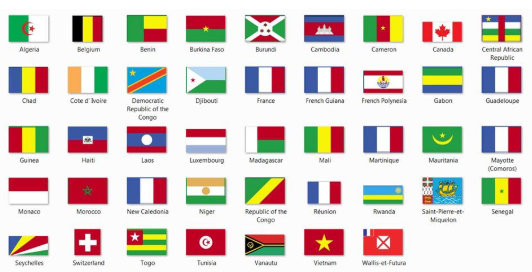 Algeria
Belgium
Benin
Burkina Faso
Burundi
Cambodia
Cameron
Canada
Central African
Republic
Chad
Cote d' Ivoire
Democratic
Republic of the
Congo
Djibouti
France
French Guiana
French Polynesia
Gabon
Guadeloupe
Guinea
Haiti
Laos
Luxembourg
Madagascar
Mali
Martinique
Mauritania
Mayotte
(Comoros)
Monaco
Morocco
New Caledonia
Niger
Republic of the
Congo
Réunion
Rwanda
Saint-Pierre-et-
Miquelon
Senegal
Seychelles
Switzerland
Togo
Tunisia
Vanautu
Vietnam
Wallis-et-Futura